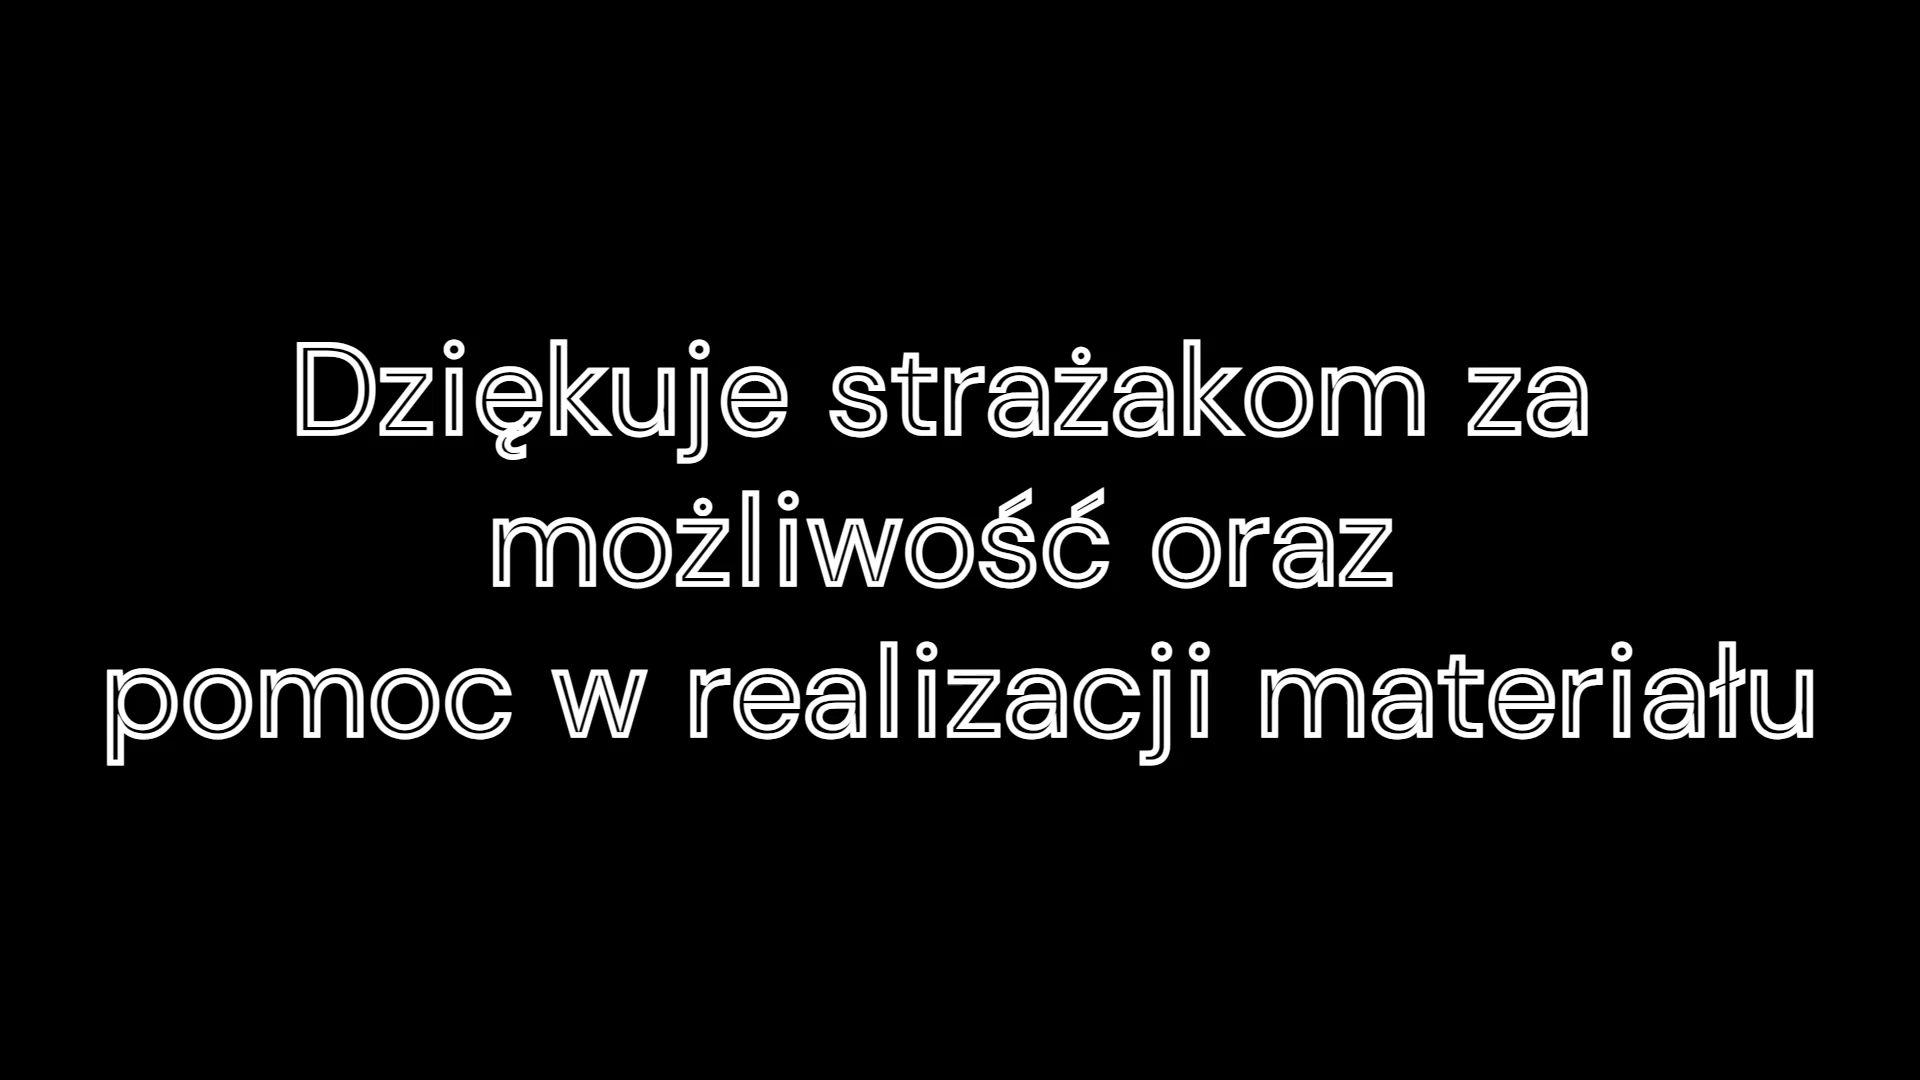 Dziękuje strażakom za
możliwość oraz
pomoc w realizacji materiału